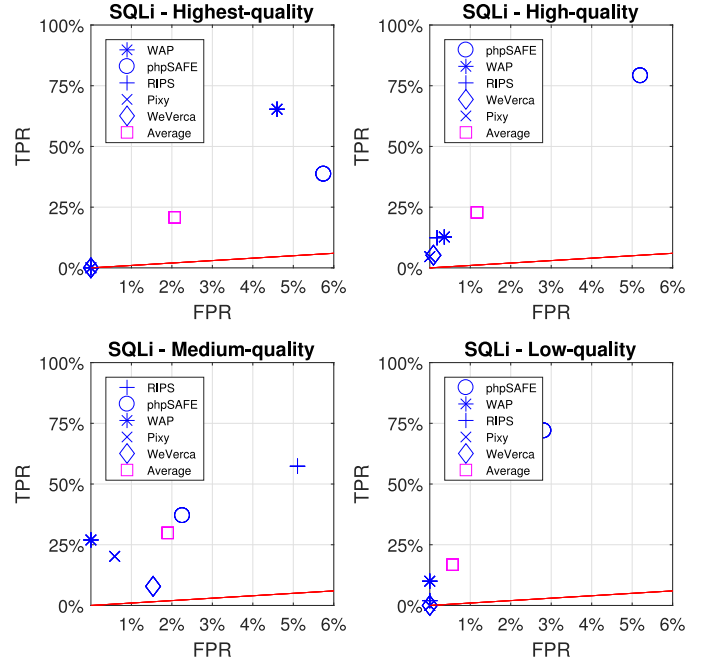 SQLi - Highest-quality
100%
75%
50%
25%
0%
TPR
WAP
phpSAFE
RIPS
Pixy
WeVerca
Average
1% 2% 3% 4% 5% 6%
FPR
SQLi - High-quality
100%
75%
50%
25%
0%
TPR
phpSAFE
WAP
RIPS
WeVerca
Pixy
Average
1% 2% 3% 4% 5% 6%
FPR
SQLi - Medium-quality
100%
75%
50%
25%
0%
TPR
RIPS
phpSAFE
WAP
Pixy
WeVerca
Average
1% 2% 3% 4% 5% 6%
FPR
SQLi - Low-quality
100%
75%
50%
25%
0%
TPR
phpSAFE
WAP
RIPS
Pixy
WeVerca
Average
1% 2% 3% 4% 5% 6%
FPR